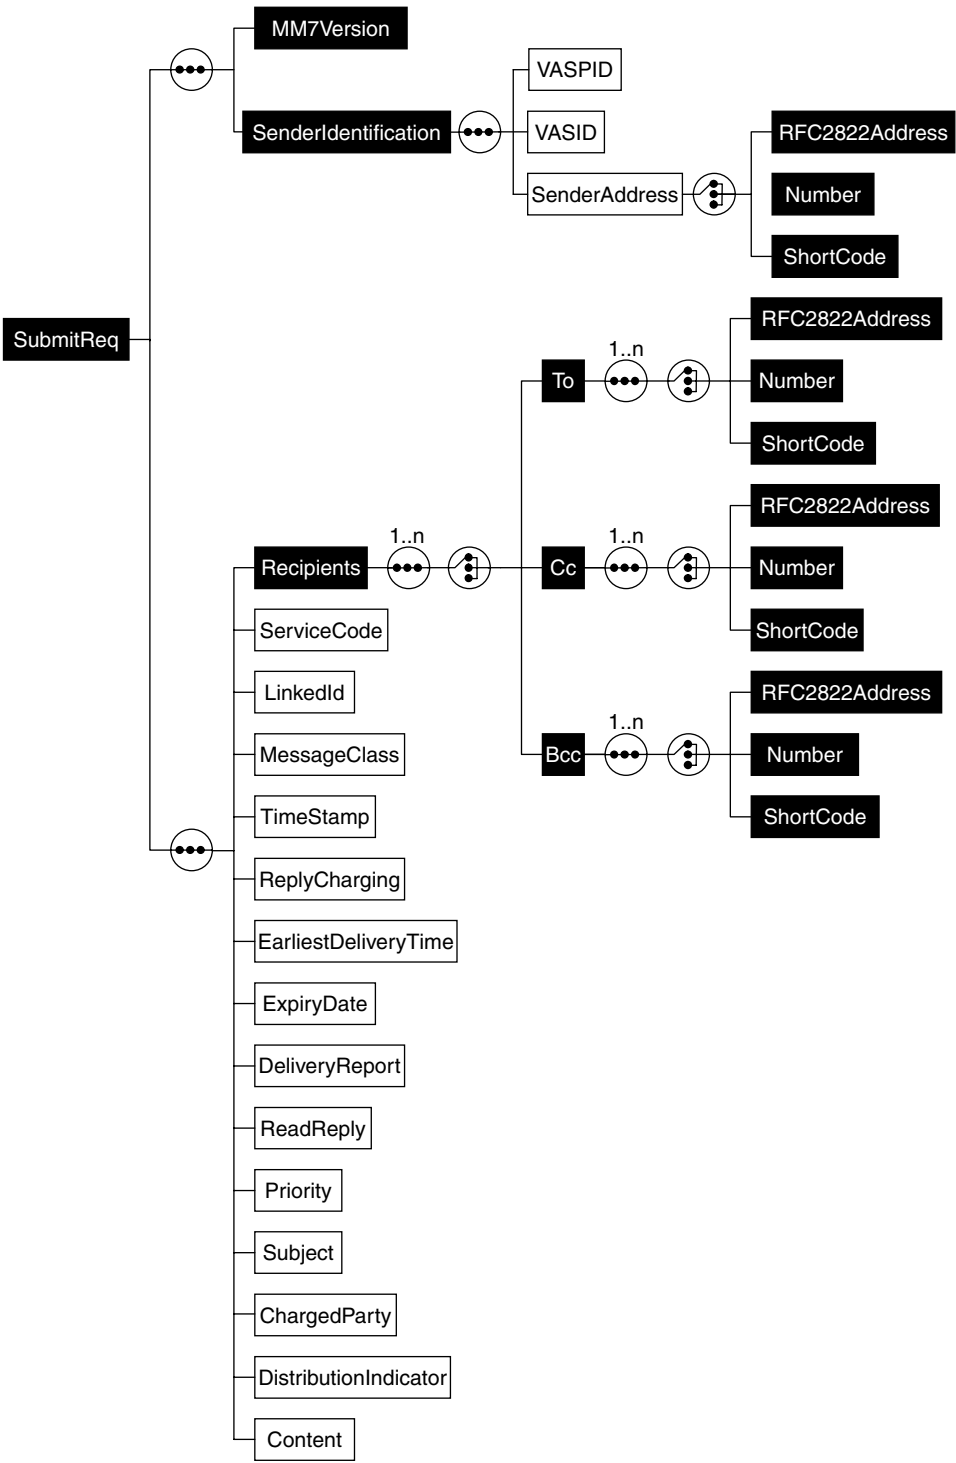 MM7Version
VASPID
SenderIdentification
VASID
RFC2822Address
SenderAddress
Number
ShortCode
SubmitReq
RFC2822Address
1..n
To
Number
ShortCode
RFC2822Address
1..n
1..n
Recipients
Cc
Number
ServiceCode
ShortCode
LinkedId
RFC2822Address
1..n
MessageClass
Bcc
Number
TimeStamp
ShortCode
ReplyCharging
EarliestDeliveryTime
ExpiryDate
DeliveryReport
ReadReply
Priority
Subject
ChargedParty
DistributionIndicator
Content